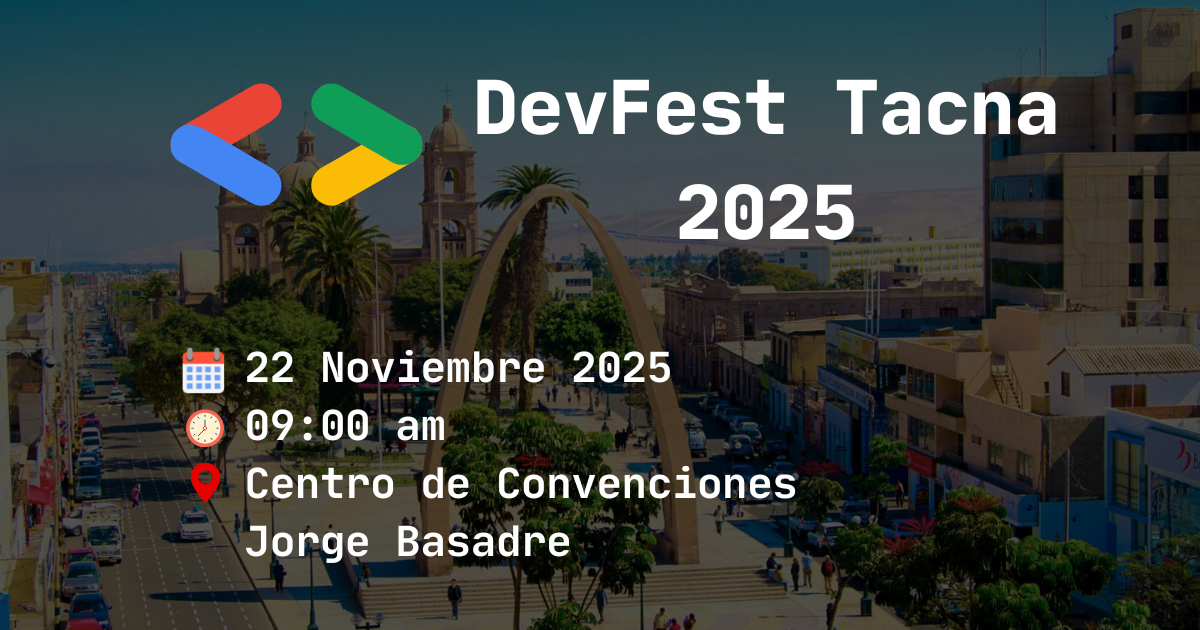 DevFest Tacna
2025
22 Noviembre 2025
09:00 am
Centro de Convenciones
Jorge Basadre